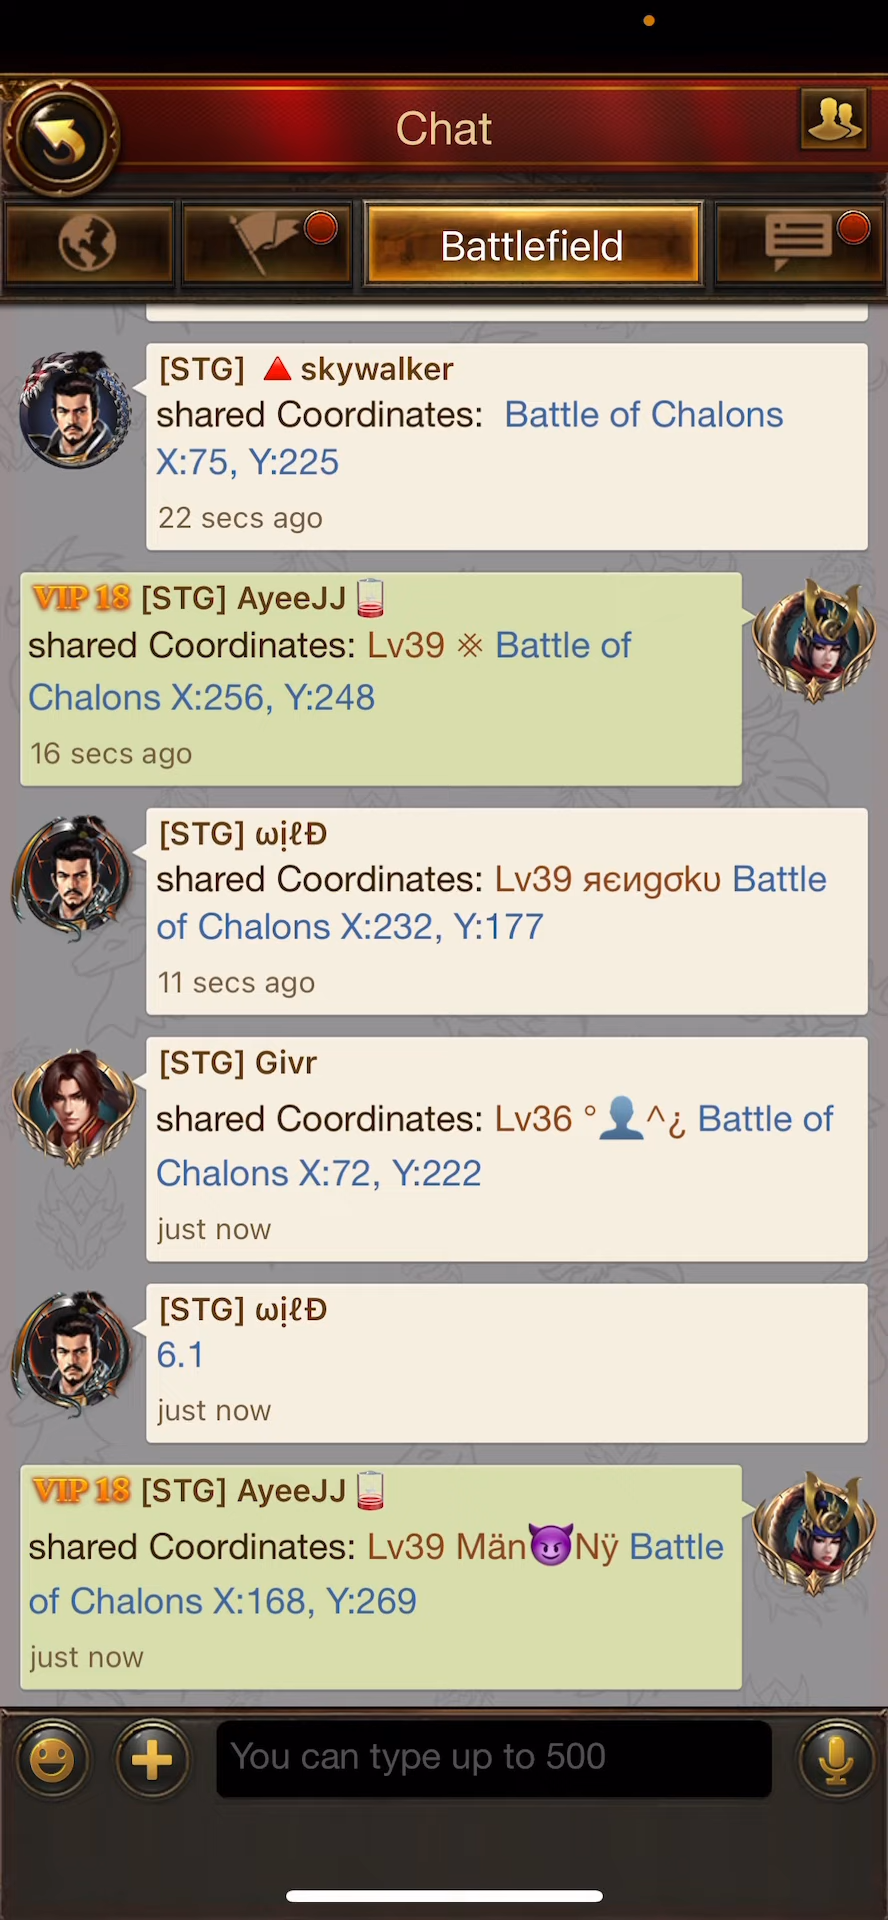 Chat
Battlefield
[STG] 🔺skywalker
shared Coordinates: Battle of Chalons
X:75, Y:225
22 secs ago
VIP 18 [STG] AyeeJJ🪫
shared Coordinates: Lv39 ※ Battle of
Chalons X:256, Y:248
16 secs ago
[STG] ωįℓĐ
shared Coordinates: Lv39 яєиgσkυ Battle
of Chalons X:232, Y:177
11 secs ago
[STG] Givr
shared Coordinates: Lv36 °👤^¿ Battle of
Chalons X:72, Y:222
just now
[STG] ωįℓĐ
6.1
just now
VIP 18 [STG] AyeeJJ🪫
shared Coordinates: Lv39 Män😈Nÿ Battle
of Chalons X:168, Y:269
just now
You can type up to 500